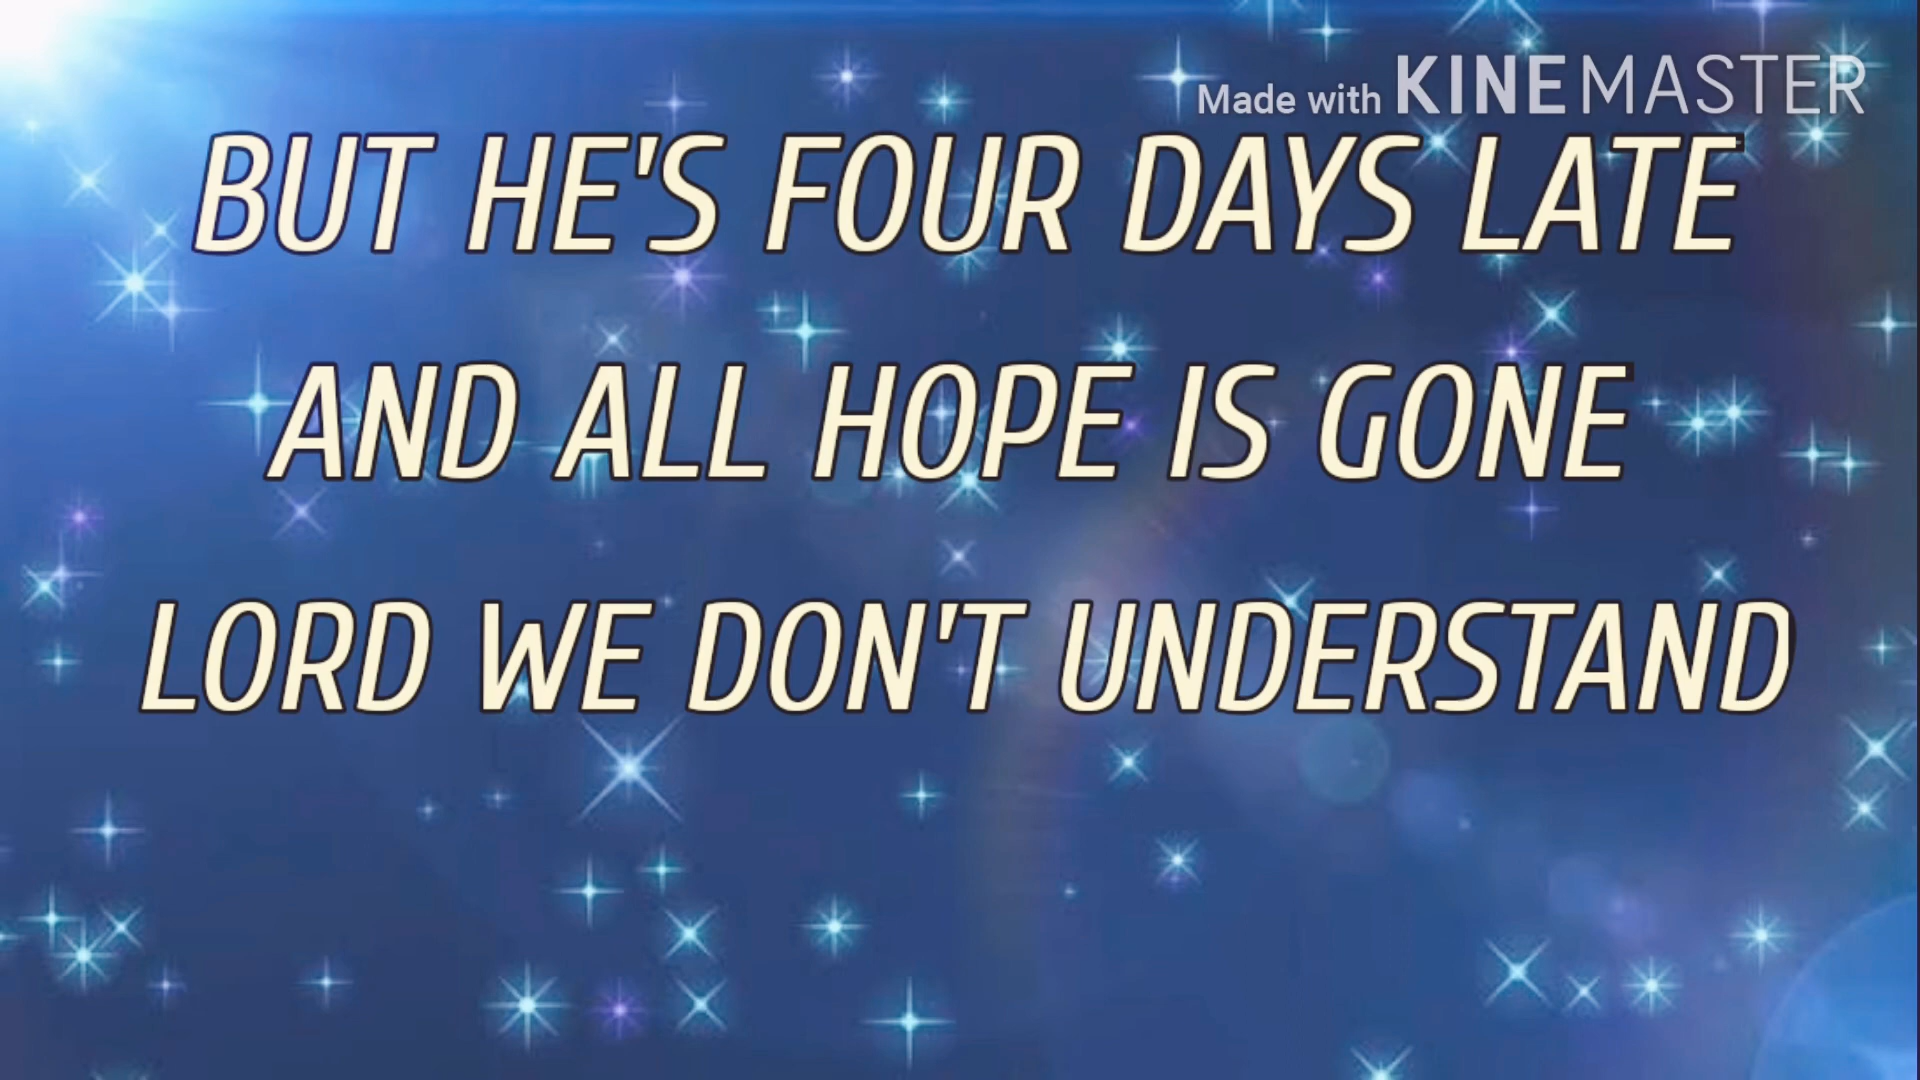 Made with KINEMASTER
BUT HE'S FOUR DAYS LATE
AND ALL HOPE IS GONE
LORD WE DON'T UNDERSTAND